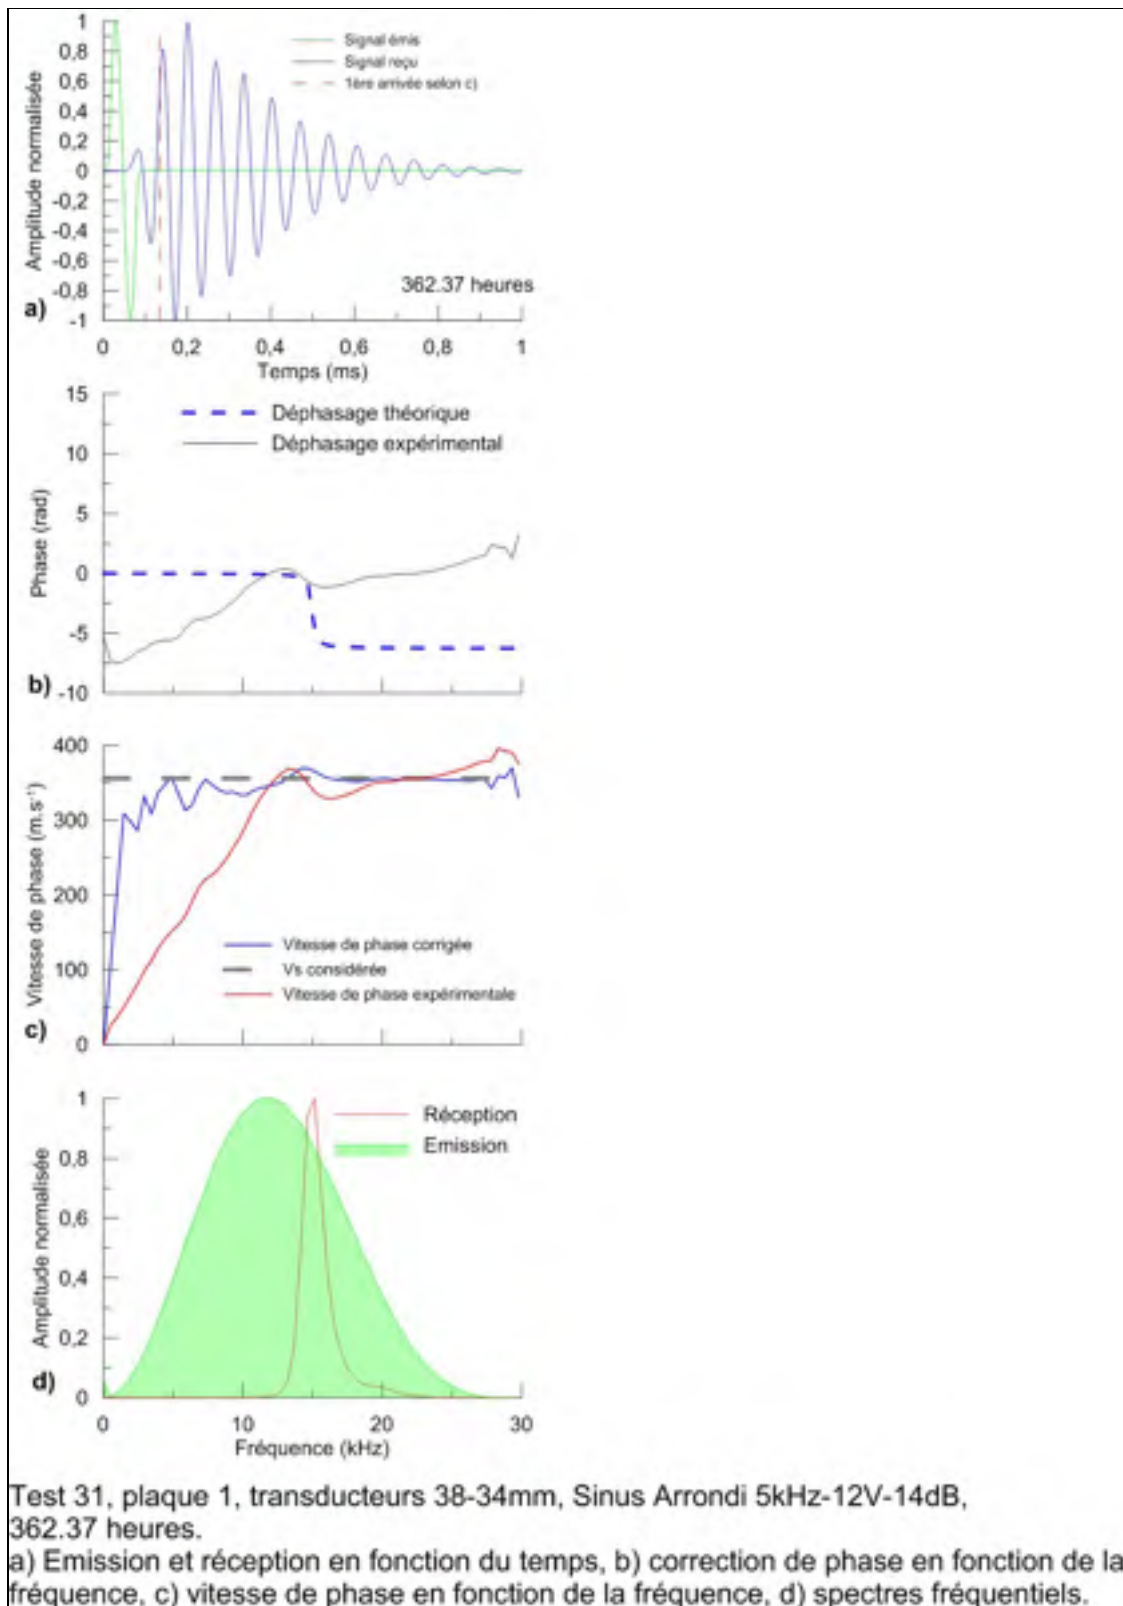 1
0,8
0,6
0,4
0,2
0
-0,2
-0,4
-0,6
-0,8
-1
Amplitude normalisée
Signal émis
Signal reçu
1ère arrivée selon c)
362.37 heures
a)
0 0,2 0,4 0,6 0,8 1
Temps (ms)
15
10
5
0
-5
-10
Phase (rad)
Déphasage théorique
Déphasage expérimental
b)
400
300
200
100
0
Vitesse de phase (m.s⁻¹)
Vitesse de phase corrigée
Vs considérée
Vitesse de phase expérimentale
c)
1
0,8
0,6
0,4
0,2
0
Amplitude normalisée
Réception
Emission
d)
0 10 20 30
Fréquence (kHz)
Test 31, plaque 1, transducteurs 38-34mm, Sinus Arrondi 5kHz-12V-14dB,
362.37 heures.
a) Emission et réception en fonction du temps, b) correction de phase en fonction de la
fréquence, c) vitesse de phase en fonction de la fréquence, d) spectres fréquentiels.